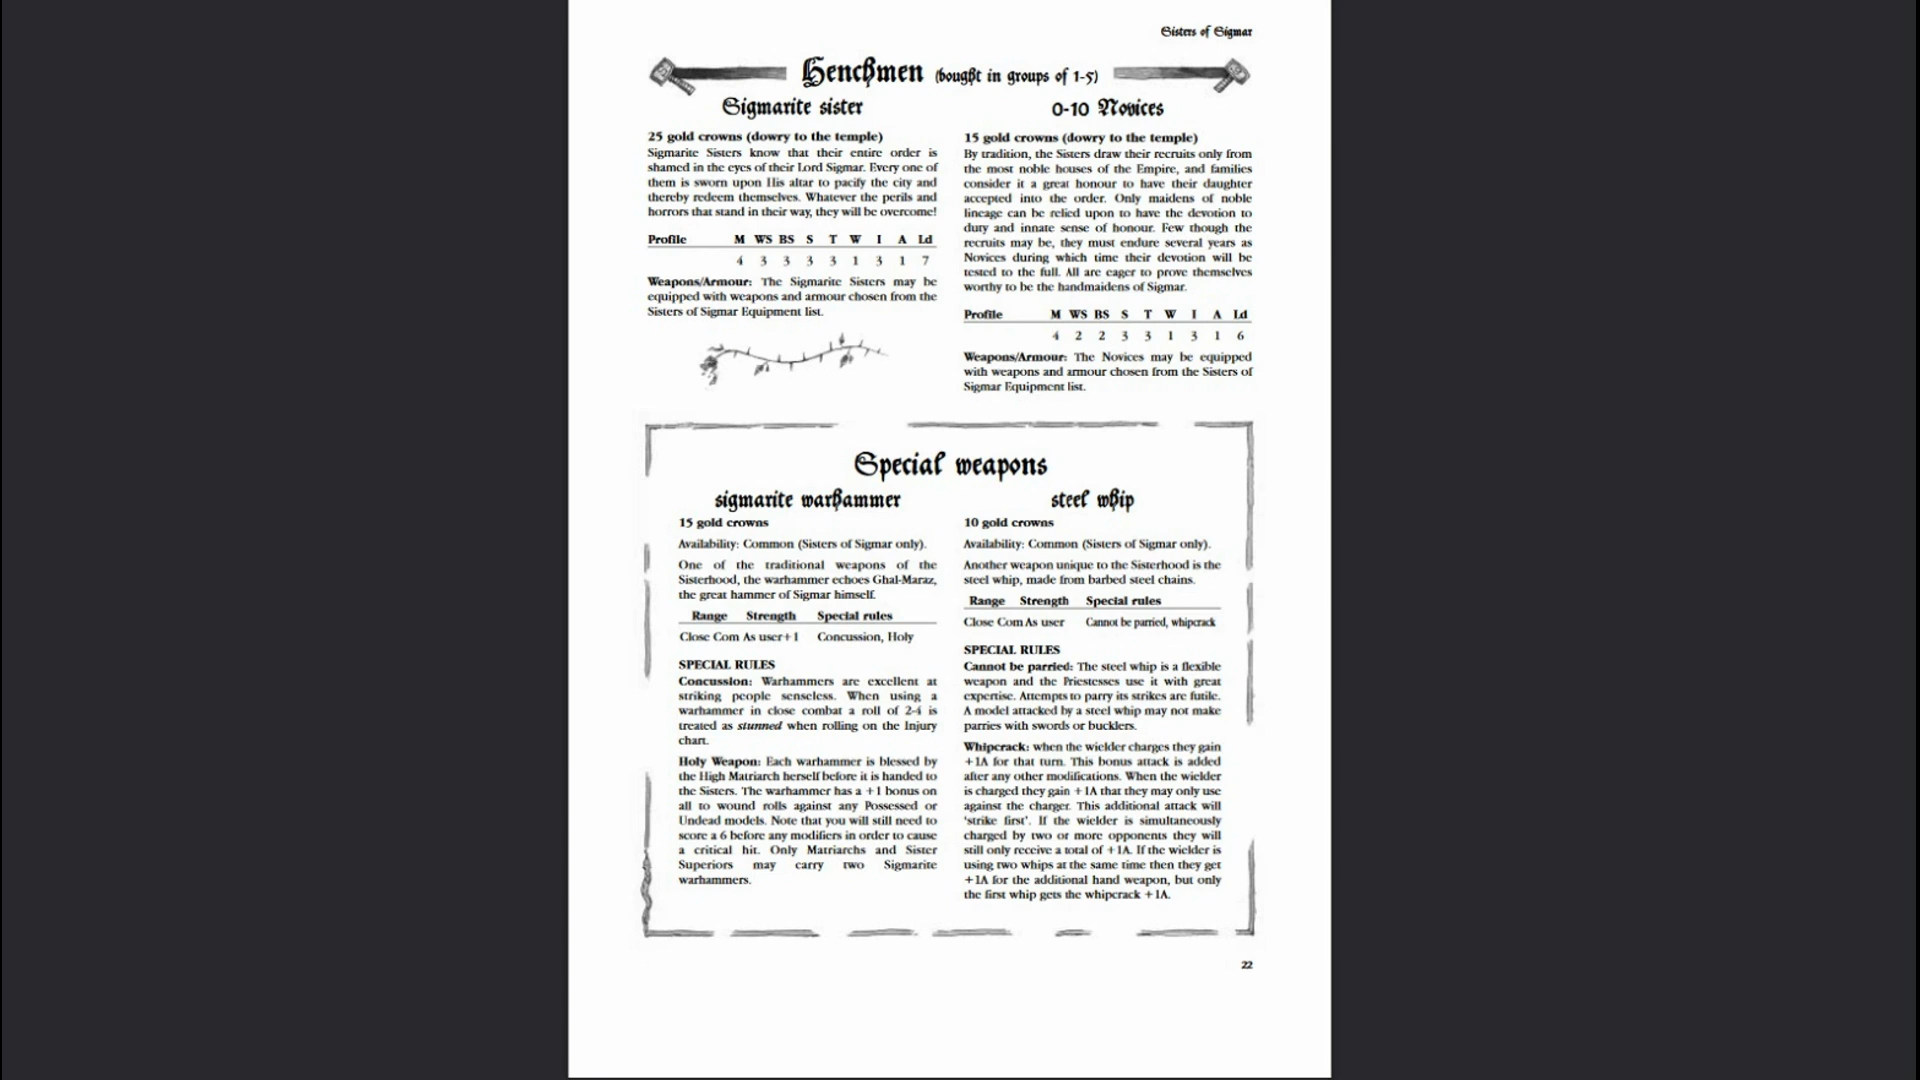 Sisters of Sigmar
Henchmen (bought in groups of 1-5)
Sigmarite sister
25 gold crowns (dowry to the temple)
Sigmarite Sisters know that their entire order is
shamed in the eyes of their Lord Sigmar. Every one of
them is sworn upon His altar to pacify the city and
thereby redeem themselves. Whatever the perils and
horrors that stand in their way, they will be overcome!
Profile M WS BS S T W I A Ld
4 3 3 3 3 1 3 1 7
Weapons/Armour: The Sigmarite Sisters may be
equipped with weapons and armour chosen from the
Sisters of Sigmar Equipment list.
0-10 Novices
15 gold crowns (dowry to the temple)
By tradition, the Sisters draw their recruits only from
the most noble houses of the Empire, and families
consider it a great honour to have their daughter
accepted into the order. Only maidens of noble
lineage can be relied upon to have the devotion to
duty and innate sense of honour. Few though the
recruits may be, they must endure several years as
Novices during which time their devotion will be
tested to the full. All are eager to prove themselves
worthy to be the handmaidens of Sigmar.
Profile M WS BS S T W I A Ld
4 2 2 3 3 1 3 1 6
Weapons/Armour: The Novices may be equipped
with weapons and armour chosen from the Sisters of
Sigmar Equipment list.
Special weapons
sigmarite warhammer
15 gold crowns
Availability: Common (Sisters of Sigmar only).
One of the traditional weapons of the
Sisterhood, the warhammer echoes Ghal-Maraz,
the great hammer of Sigmar himself.
Range Strength Special rules
Close Com As user+1 Concussion, Holy
SPECIAL RULES
Concussion: Warhammers are excellent at
striking people senseless. When using a
warhammer in close combat a roll of 2-4 is
treated as stunned when rolling on the Injury
chart.
Holy Weapon: Each warhammer is blessed by
the High Matriarch herself before it is handed to
the Sisters. The warhammer has a +1 bonus on
all to wound rolls against any Possessed or
Undead models. Note that you will still need to
score a 6 before any modifiers in order to cause
a critical hit. Only Matriarchs and Sister
Superiors may carry two Sigmarite
warhammers.
steel whip
10 gold crowns
Availability: Common (Sisters of Sigmar only).
Another weapon unique to the Sisterhood is the
steel whip, made from barbed steel chains.
Range Strength Special rules
Close Com As user Cannot be parried, whipcrack
SPECIAL RULES
Cannot be parried: The steel whip is a flexible
weapon and the Priestesses use it with great
expertise. Attempts to parry its strikes are futile.
A model attacked by a steel whip may not make
parries with swords or bucklers.
Whipcrack: when the wielder charges they gain
+1A for that turn. This bonus attack is added
after any other modifications. When the wielder
is charged they gain +1A that they may only use
against the charger. This additional attack will
'strike first'. If the wielder is simultaneously
charged by two or more opponents they will
still only receive a total of +1A. If the wielder is
using two whips at the same time then they get
+1A for the additional hand weapon, but only
the first whip gets the whipcrack +1A.
22